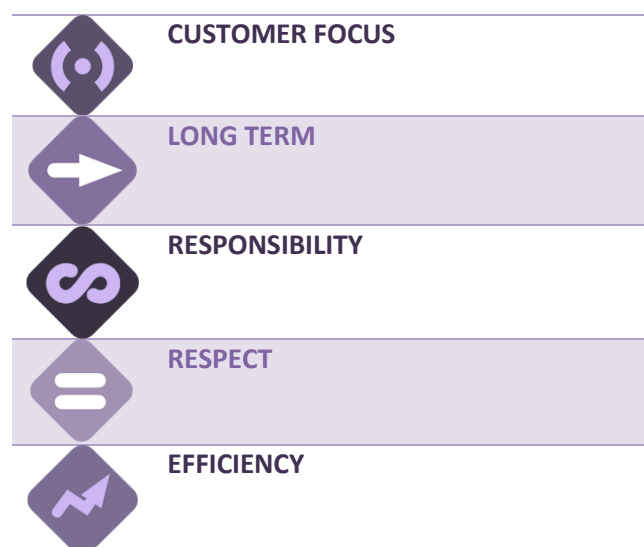 CUSTOMER FOCUS
LONG TERM
RESPONSIBILITY
RESPECT
EFFICIENCY